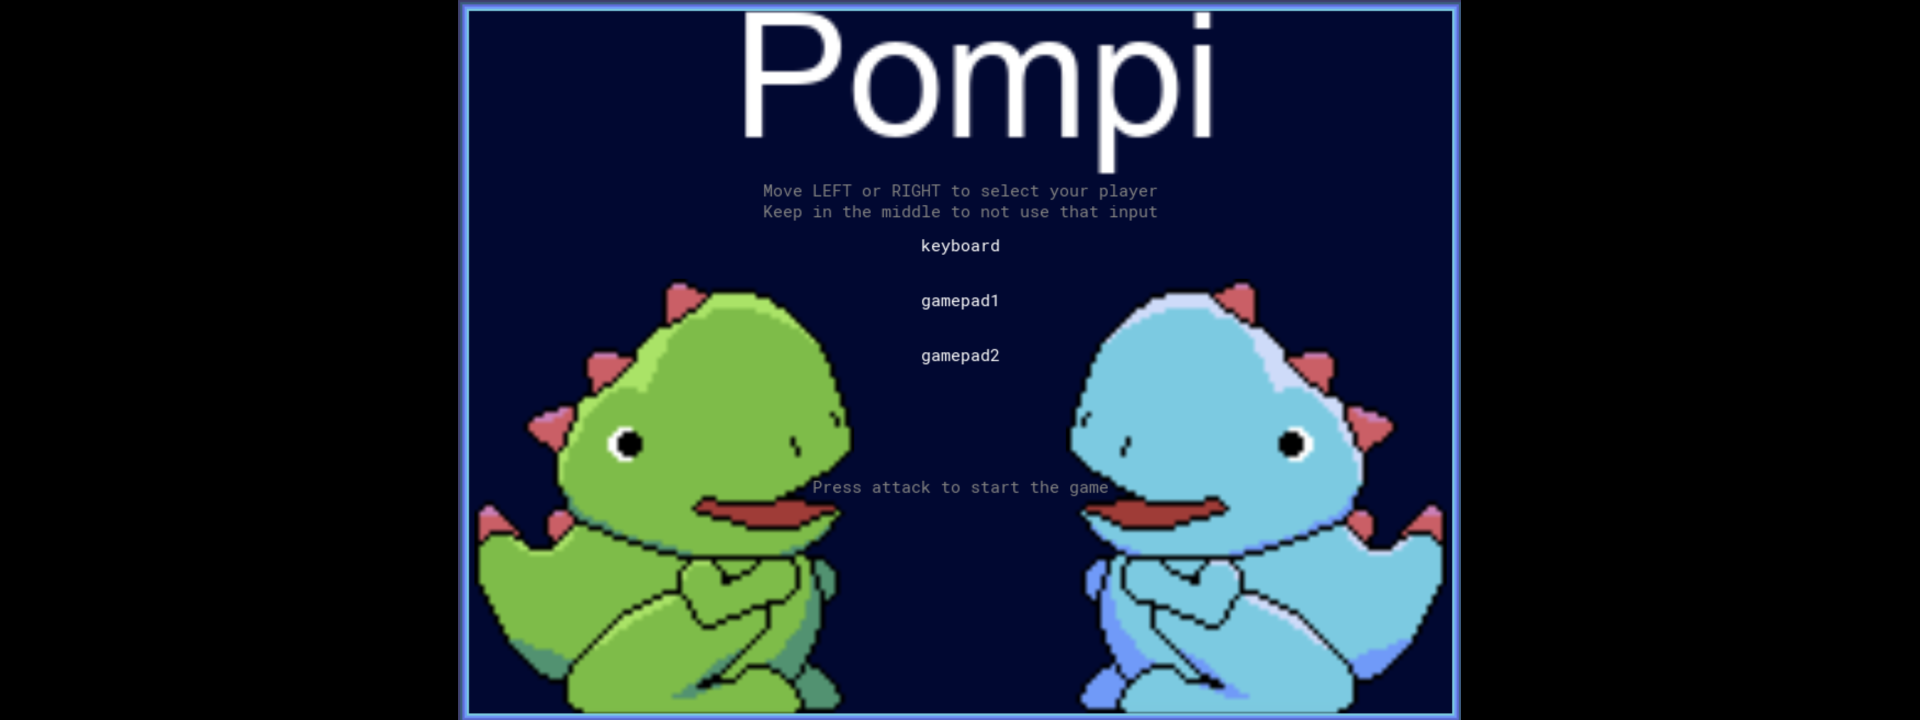 Pompi
Move LEFT or RIGHT to select your player
Keep in the middle to not use that input
keyboard
gamepad1
gamepad2
Press attack to start the game